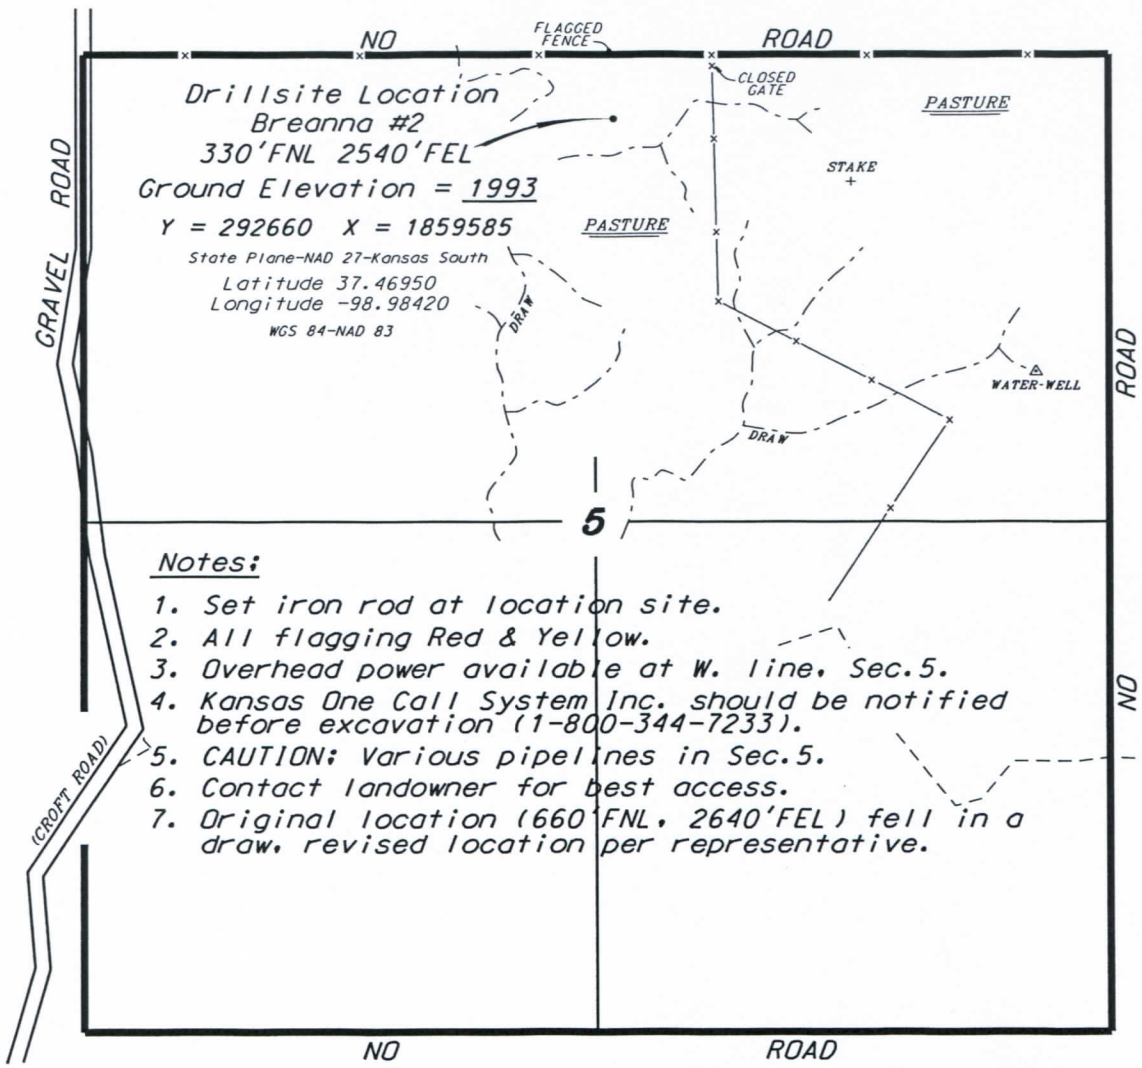 NO
FLAGGED
FENCE
ROAD
CLOSED
GATE
Drillsite Location
Breanna #2
330'FNL 2540'FEL
Ground Elevation = 1993
Y = 292660 X = 1859585
State Plane-NAD 27-Kansas South
Latitude 37.46950
Longitude -98.98420
WGS 84-NAD 83
PASTURE
STAKE
PASTURE
GRAVEL ROAD
DRAW
WATER-WELL
DRAW
NO ROAD
5
Notes:
1. Set iron rod at location site.
2. All flagging Red & Yellow.
3. Overhead power available at W. line, Sec.5.
4. Kansas One Call System Inc. should be notified
before excavation (1-800-344-7233).
5. CAUTION: Various pipelines in Sec.5.
6. Contact landowner for best access.
7. Original location (660'FNL, 2640'FEL) fell in a
draw, revised location per representative.
(CROFT ROAD)
NO
ROAD